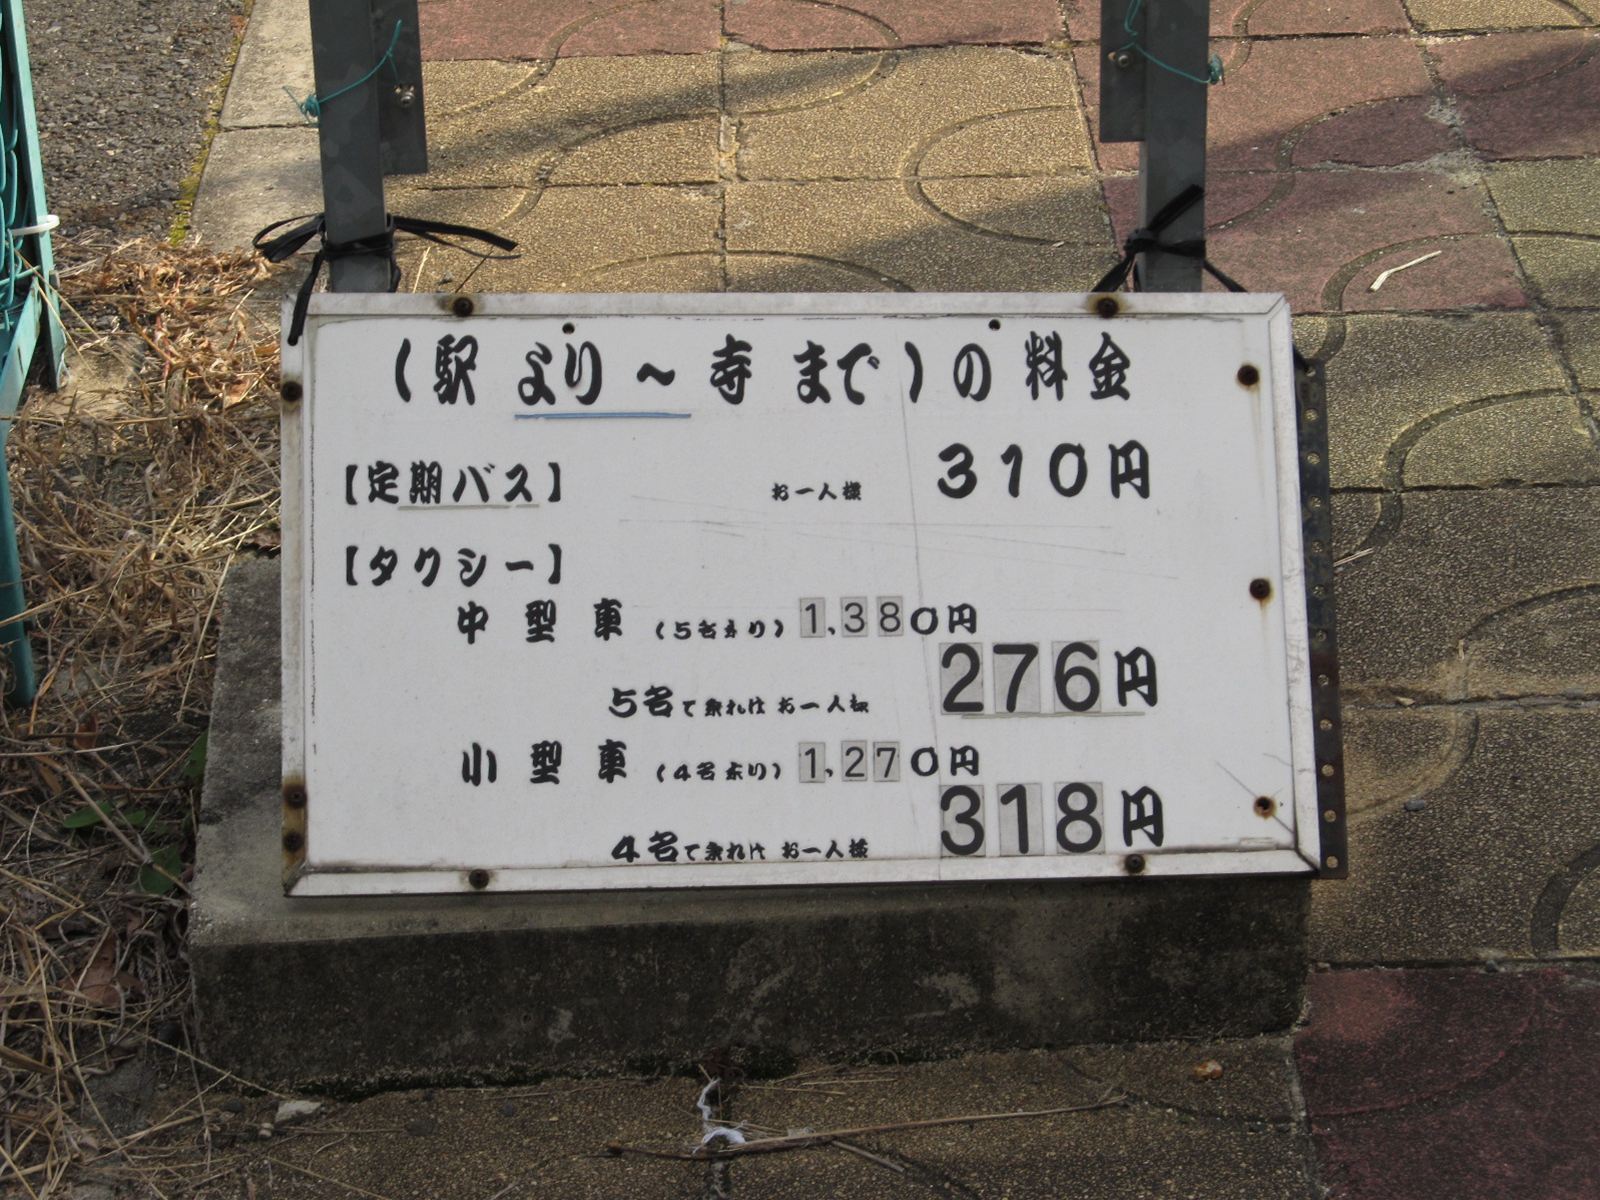 （駅より～寺まで）の料金
【定期バス】 お一人様 310円
【タクシー】
中型車（5名より）1,380円
5名で乗れば お一人様 276円
小型車（4名より）1,270円
4名で乗れば お一人様 318円